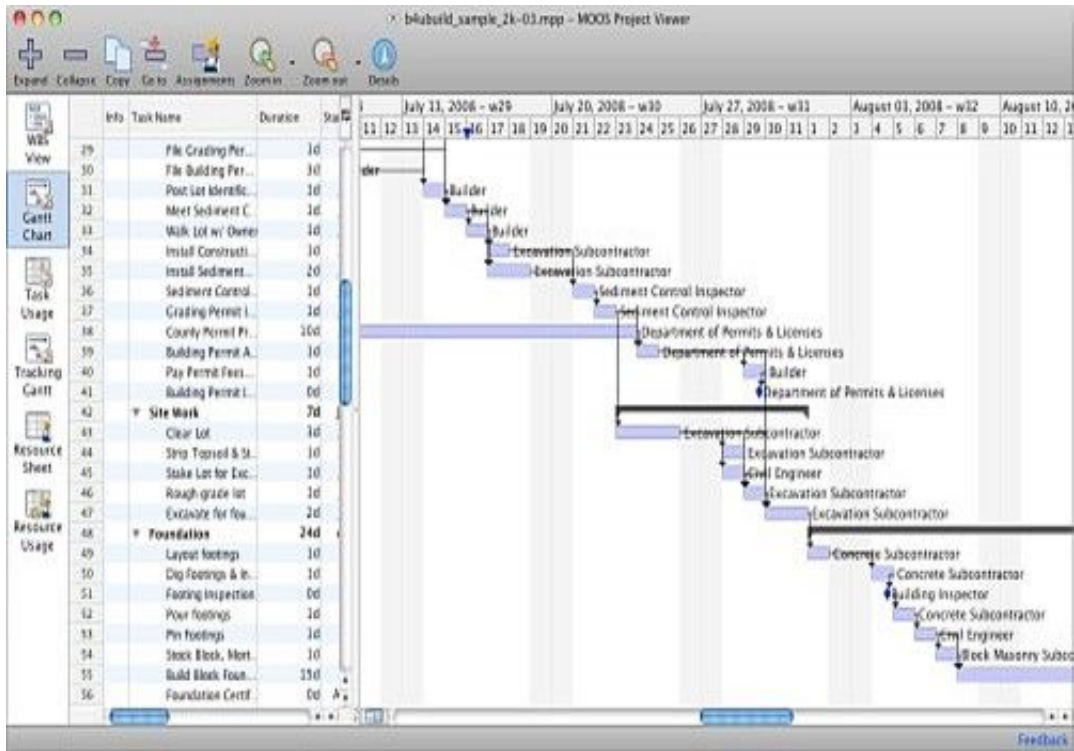 b4ubuild_sample_2k-03.mpp - MOOS Project Viewer
Expand Collapse Copy Go to Assignments Zoom in Zoom out Details
WBS View
Gantt Chart
Task Usage
Tracking Gantt
Resource Sheet
Resource Usage
Info Task Name Duration
July 13, 2008 - w29 July 20, 2008 - w30 July 27, 2008 - w31 August 03, 2008 - w32 August 10, 2
11 12 13 14 15 16 17 18 19 20 21 22 23 24 25 26 27 28 29 30 31 1 2 3 4 5 6 7 8 9 10 11 12 1
29 File Grading Per...
30 File Building Per... der
31 Post Lot Identific... 1d Builder
32 Meet Sediment C... 1d Builder
33 Walk Lot w/ Owner 1d Builder
34 Install Constructi... 1d Excavation Subcontractor
35 Install Sediment... 2d Excavation Subcontractor
36 Sediment Control... 1d Sediment Control Inspector
37 Grading Permit I... 1d Sediment Control Inspector
38 County Permit Pr... 10d Department of Permits & Licenses
39 Building Permit A... 1d Department of Permits & Licenses
40 Pay Permit Fees... 1d Builder
41 Building Permit I... 0d Department of Permits & Licenses
42 Site Work 7d
43 Clear Lot 3d Excavation Subcontractor
44 Strip Topsoil & St... 1d Excavation Subcontractor
45 Stake Lot for Exc... 1d Civil Engineer
46 Rough grade lot 1d Excavation Subcontractor
47 Excavate for fou... 2d Excavation Subcontractor
48 Foundation 24d
49 Layout footings 1d Concrete Subcontractor
50 Dig Footings & In... 1d Concrete Subcontractor
51 Footing Inspection 0d Building Inspector
52 Pour footings 1d Concrete Subcontractor
53 Pin Footings 1d Civil Engineer
54 Stock Block, Mort... 1d Block Masonry Subco
55 Build Block Foun... 15d
56 Foundation Certif... 0d A
Feedback